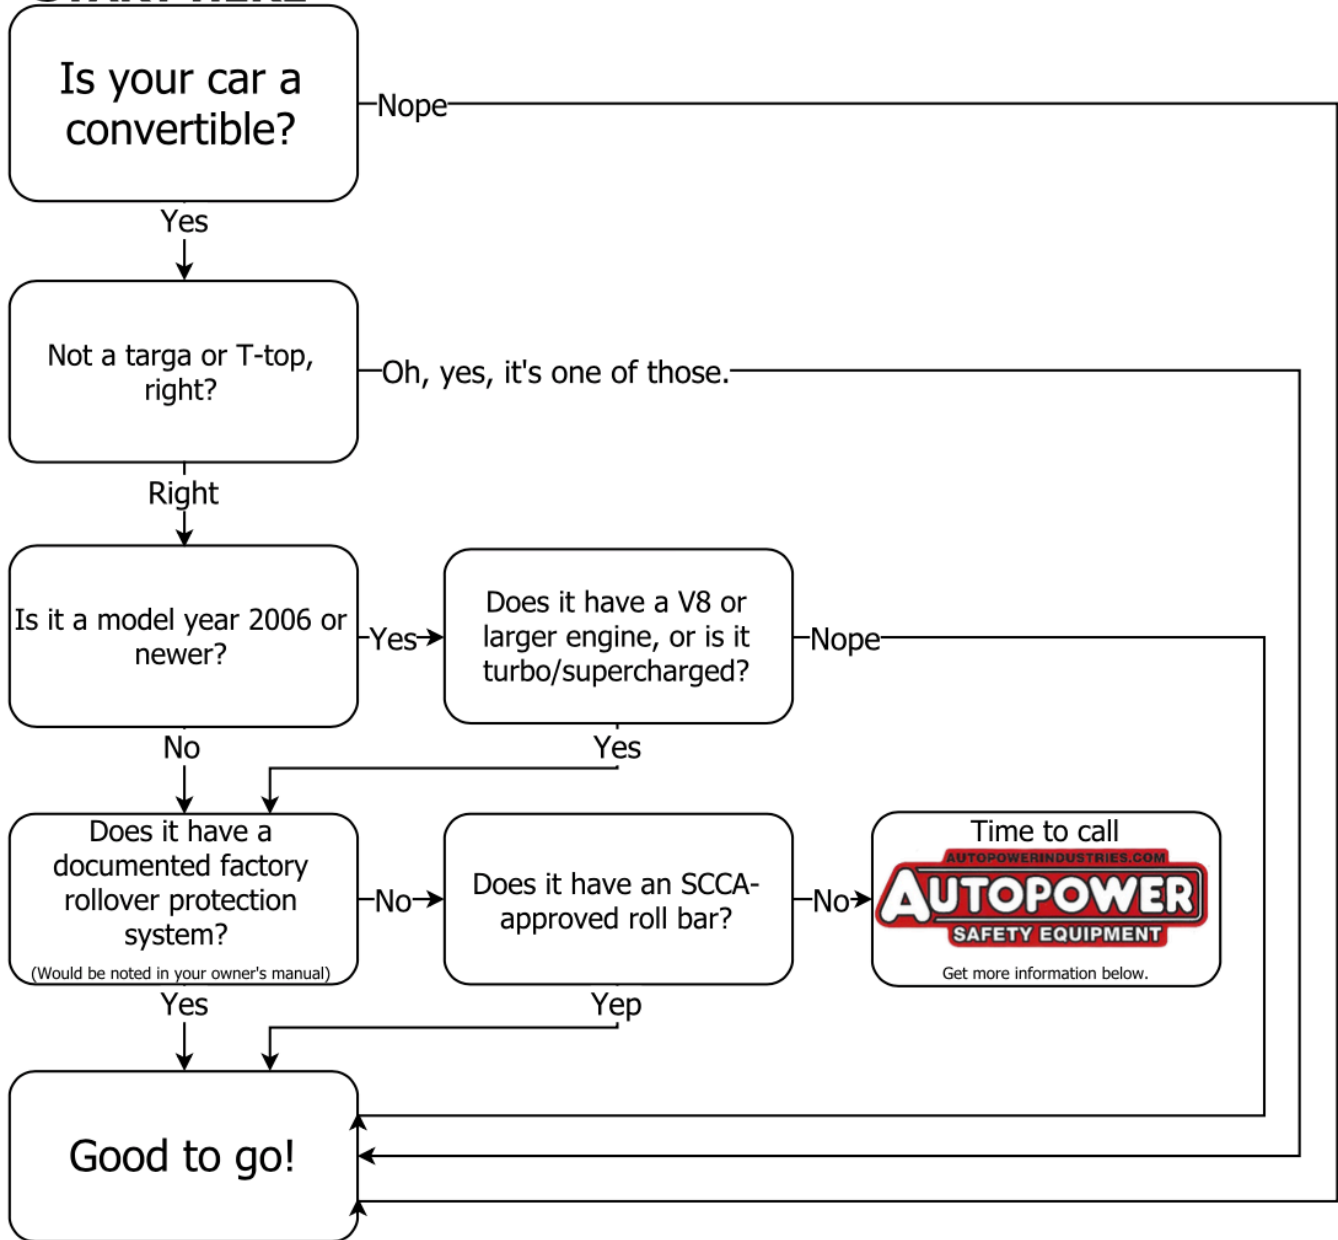 START HERE
Is your car a
convertible?
Nope
Yes
Not a targa or T-top,
right?
Oh, yes, it's one of those.
Right
Is it a model year 2006 or
newer?
Yes
Does it have a V8 or
larger engine, or is it
turbo/supercharged?
Nope
No
Yes
Does it have a
documented factory
rollover protection
system?
(Would be noted in your owner's manual)
No
Does it have an SCCA-
approved roll bar?
No
Time to call
AUTOPOWERINDUSTRIES.COM
AUTOPOWER
SAFETY EQUIPMENT
Get more information below.
Yes
Yep
Good to go!